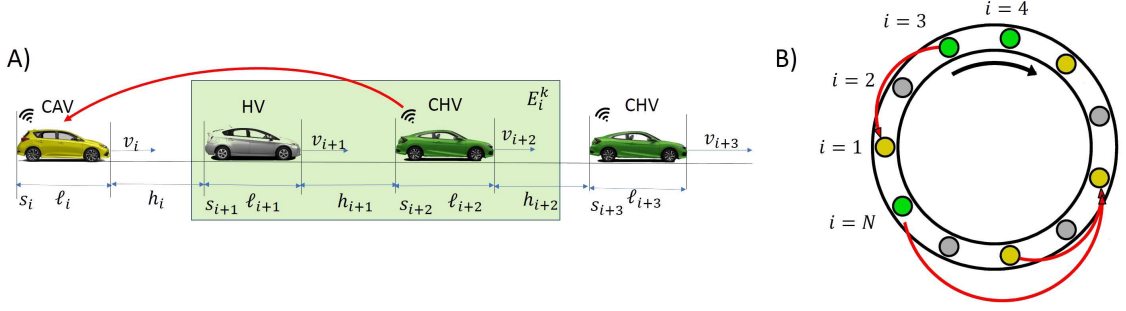 A)
CAV
HV
CHV
E_i^k
CHV
v_i
v_{i+1}
v_{i+2}
v_{i+3}
s_i ℓ_i h_i s_{i+1} ℓ_{i+1} h_{i+1} s_{i+2} ℓ_{i+2} h_{i+2} s_{i+3} ℓ_{i+3}
B)
i = 3
i = 4
i = 2
i = 1
i = N